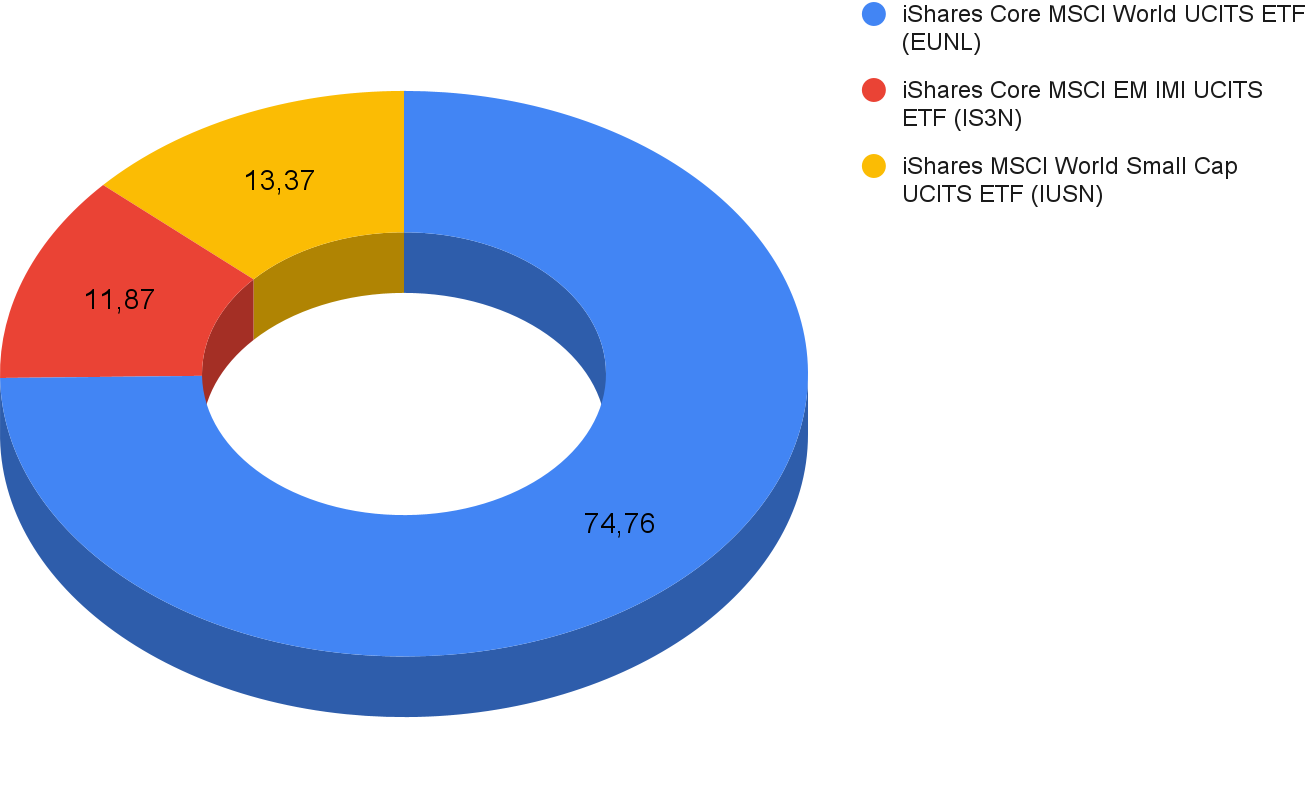 iShares Core MSCI World UCITS ETF
(EUNL)
iShares Core MSCI EM IMI UCITS
ETF (IS3N)
iShares MSCI World Small Cap
UCITS ETF (IUSN)
13,37
11,87
74,76